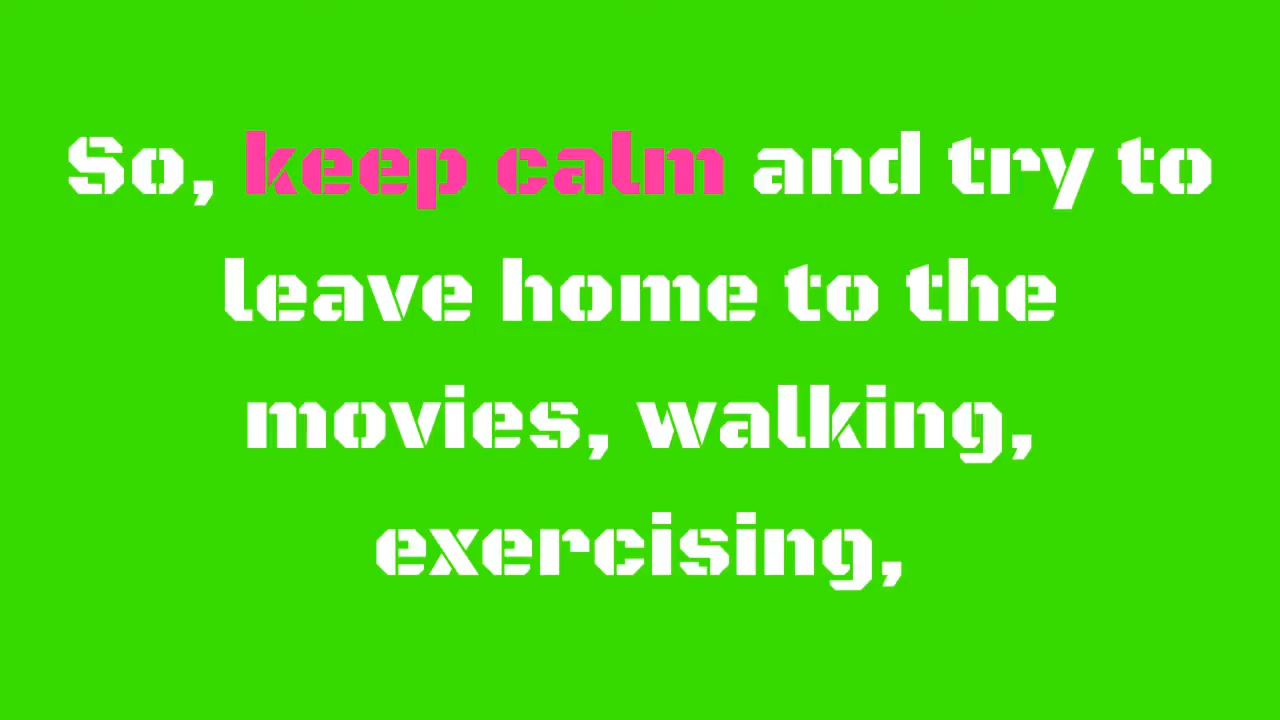 So, keep calm and try to
leave home to the
movies, walking,
exercising,